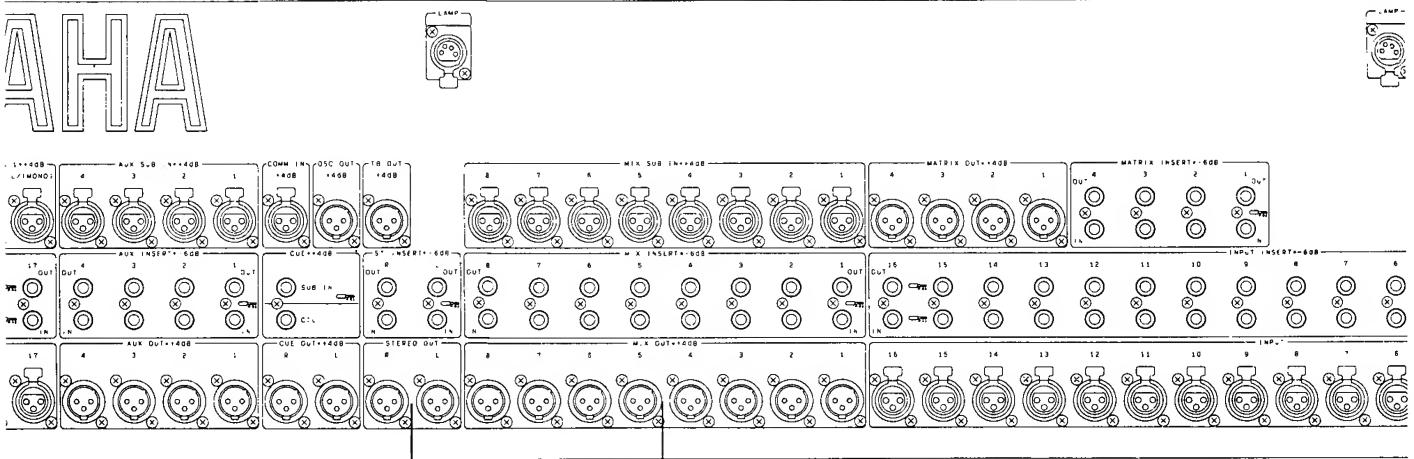 AHA
LAMP
LAMP
AUX SUB IN•+4dB
COMM IN
OSC OUT
TB OUT
MIX SUB IN•+4dB
MATRIX OUT•+4dB
MATRIX INSERT•-6dB
L/(MONO) 4 3 2 1 +4dB +4dB +4dB 8 7 6 5 4 3 2 1 4 3 2 1 4 3 2 1
OUT OUT
IN IN
AUX INSERT•-6dB
CUE•+4dB
ST INSERT•-6dB
MIX INSERT•-6dB
INPUT INSERT•-6dB
17 4 3 2 1 R L 8 7 6 5 4 3 2 1 16 15 14 13 12 11 10 9 8 7 6
OUT OUT OUT OUT OUT OUT OUT OUT
SUB IN
IN IN IN IN IN IN IN
AUX OUT•+4dB
CUE OUT•+4dB
STEREO OUT
MIX OUT•+4dB
INPUT
17 4 3 2 1 R L R L 8 7 6 5 4 3 2 1 16 15 14 13 12 11 10 9 8 7 6